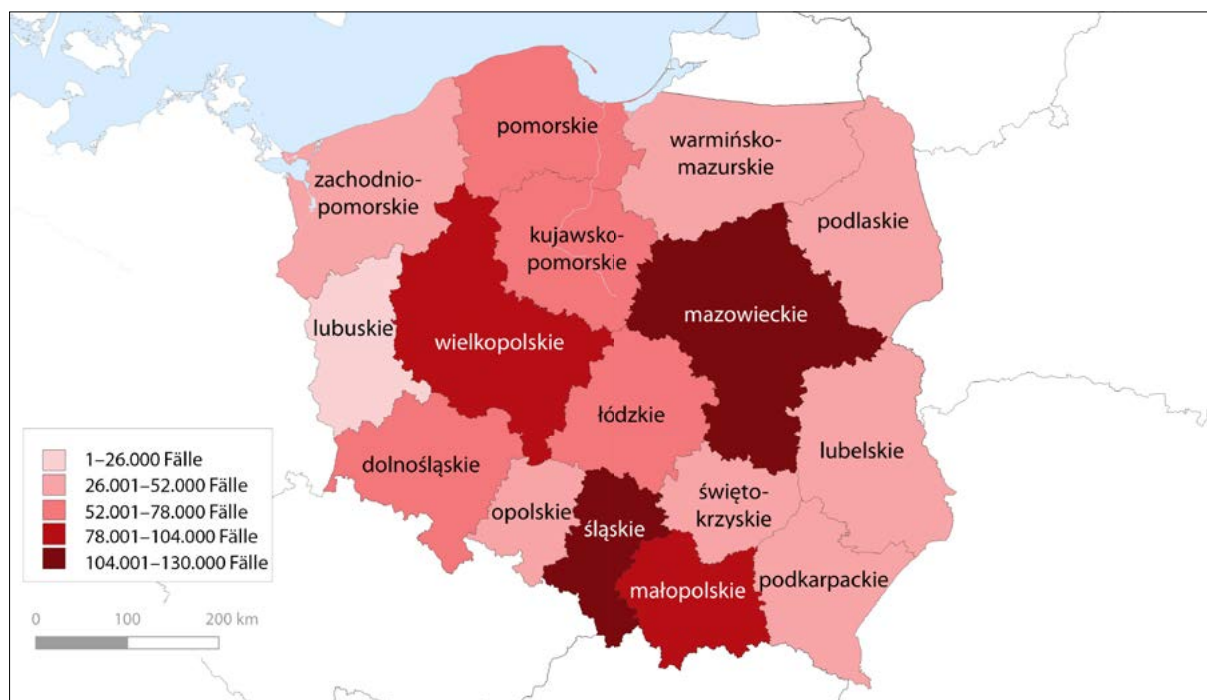 pomorskie
warmińsko-
mazurskie
zachodnio-
pomorskie
podlaskie
kujawsko-
pomorskie
mazowieckie
lubuskie
wielkopolskie
łódzkie
lubelskie
dolnośląskie
święto-
krzyskie
opolskie
śląskie
małopolskie
podkarpackie
1–26.000 Fälle
26.001–52.000 Fälle
52.001–78.000 Fälle
78.001–104.000 Fälle
104.001–130.000 Fälle
0 100 200 km